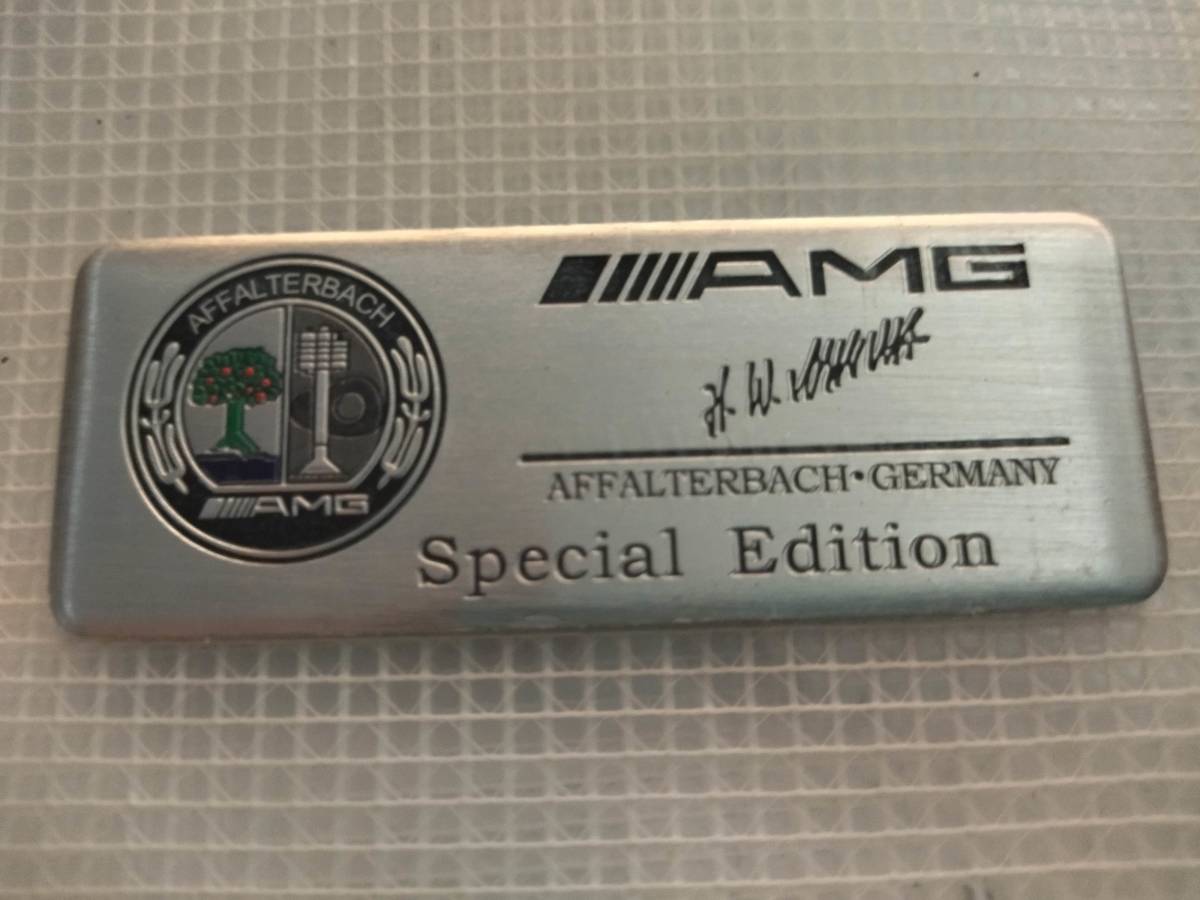 AFFALTERBACH
AMG
AMG
H. W.
AFFALTERBACH•GERMANY
Special Edition